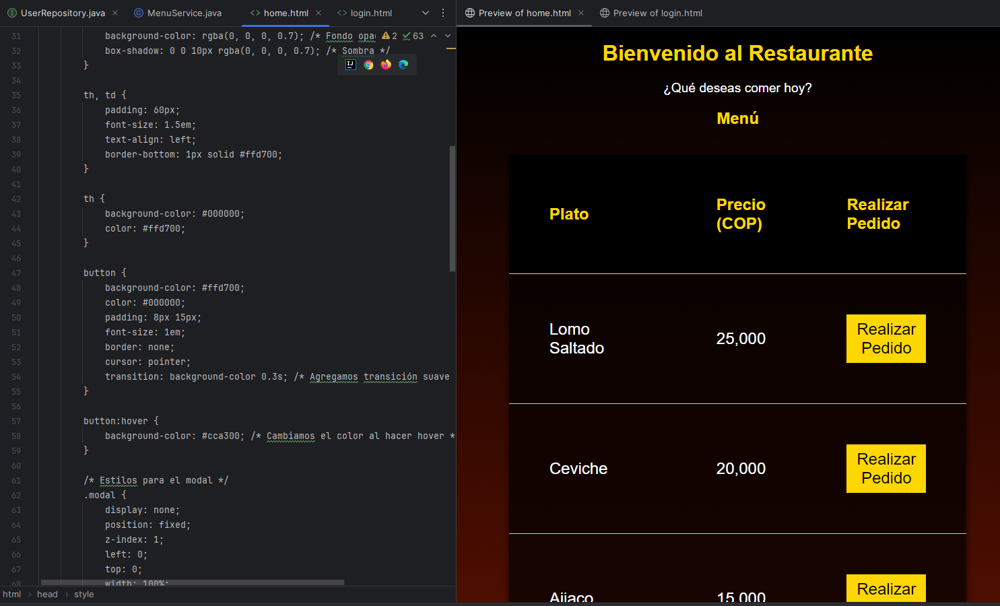 UserRepository.java
MenuService.java
home.html
login.html
Preview of home.html
Preview of login.html
31 background-color: rgba(0, 0, 0, 0.7); /* Fondo opa
2 63
32 box-shadow: 0 0 10px rgba(0, 0, 0, 0.7); /* Sombra */
33 }
34
35 th, td {
36 padding: 60px;
37 font-size: 1.5em;
38 text-align: left;
39 border-bottom: 1px solid #ffd700;
40 }
41
42 th {
43 background-color: #000000;
44 color: #ffd700;
45 }
46
47 button {
48 background-color: #ffd700;
49 color: #000000;
50 padding: 8px 15px;
51 font-size: 1em;
52 border: none;
53 cursor: pointer;
54 transition: background-color 0.3s; /* Agregamos transición suave
55 }
56
57 button:hover {
58 background-color: #cca300; /* Cambiamos el color al hacer hover *
59 }
60
61 /* Estilos para el modal */
62 .modal {
63 display: none;
64 position: fixed;
65 z-index: 1;
66 left: 0;
67 top: 0;
68 width: 100%;
html > head > style
Bienvenido al Restaurante
¿Qué deseas comer hoy?
Menú
Plato
Precio
(COP)
Realizar
Pedido
Lomo
Saltado
25,000
Realizar
Pedido
Ceviche
20,000
Realizar
Pedido
Ajiaco
15,000
Realizar